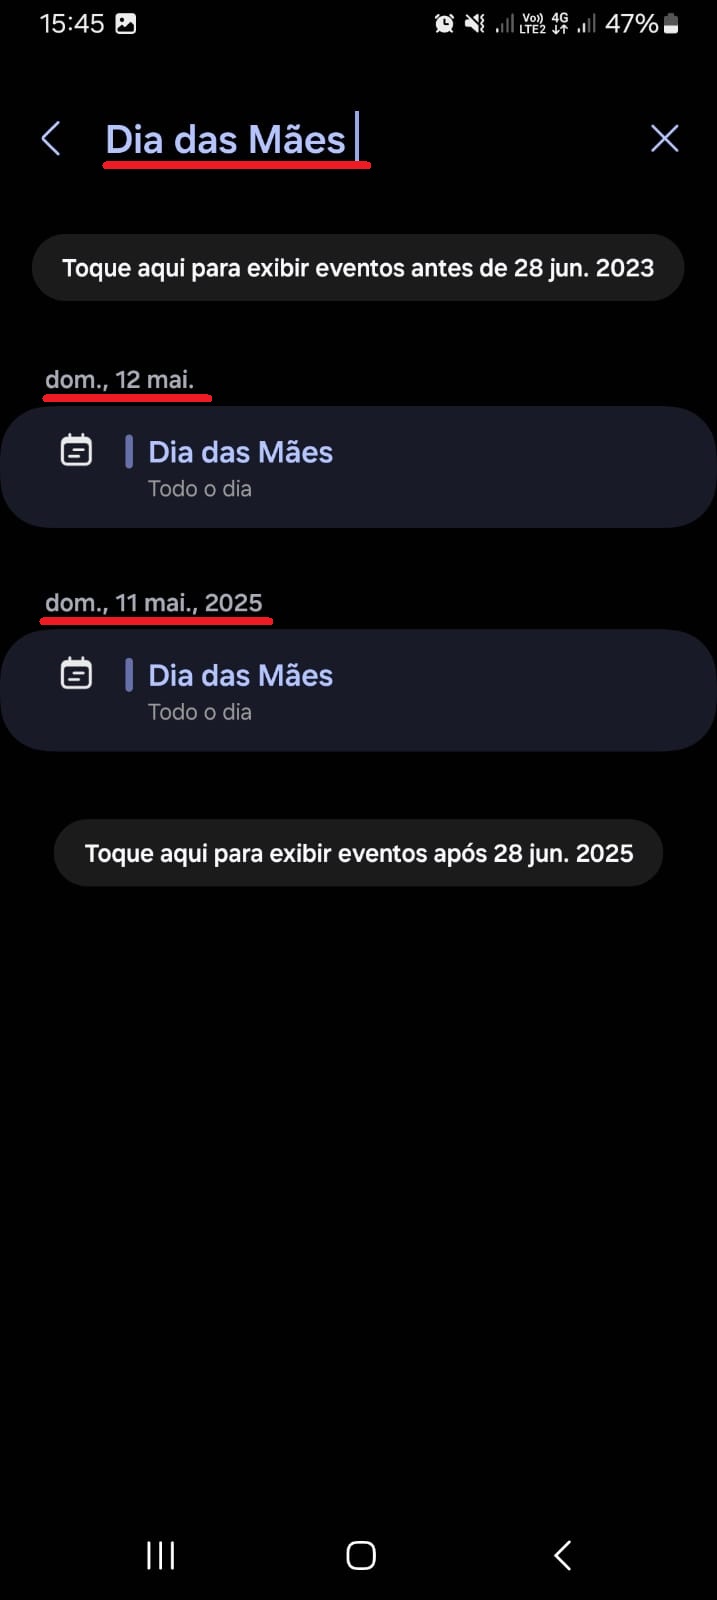 15:45 Vo)) LTE2 4G 47%
Dia das Mães
Toque aqui para exibir eventos antes de 28 jun. 2023
dom., 12 mai.
Dia das Mães
Todo o dia
dom., 11 mai., 2025
Dia das Mães
Todo o dia
Toque aqui para exibir eventos após 28 jun. 2025